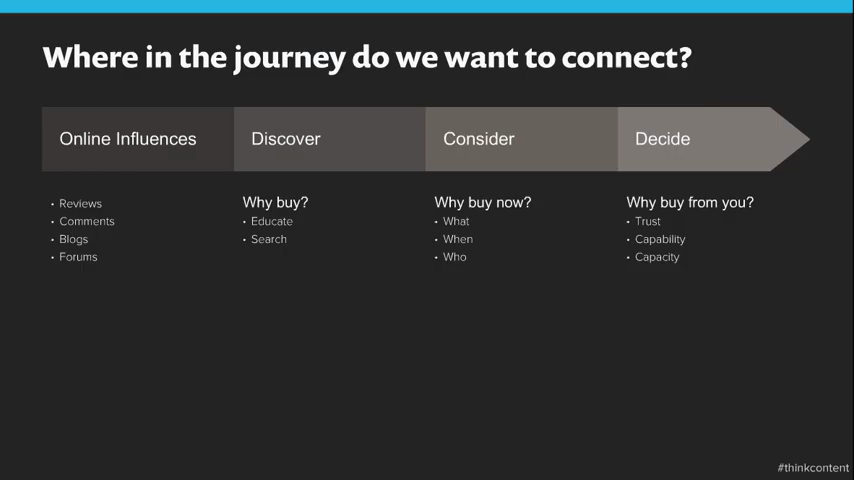 Where in the journey do we want to connect?
Online Influences
Discover
Consider
Decide
• Reviews
• Comments
• Blogs
• Forums
Why buy?
• Educate
• Search
Why buy now?
• What
• When
• Who
Why buy from you?
• Trust
• Capability
• Capacity
#thinkcontent